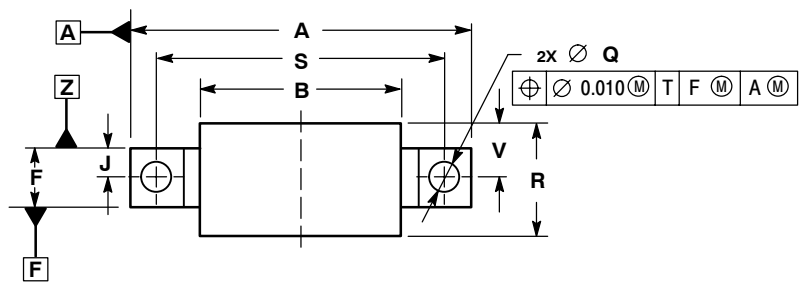 A
A
S
2X ∅ Q
Z
B
⌖ ∅ 0.010 Ⓜ T F Ⓜ A Ⓜ
J
V
F
R
F